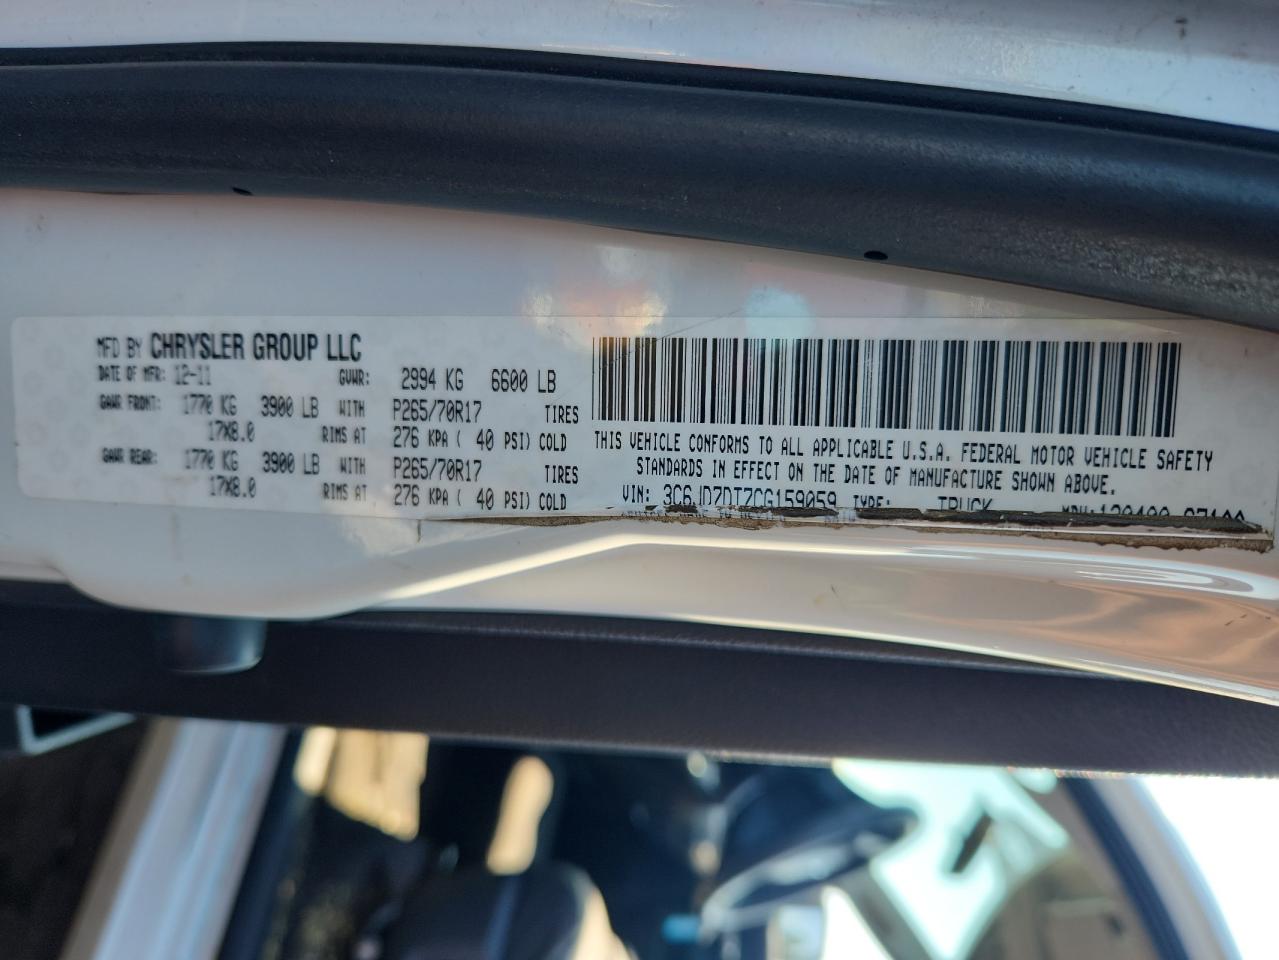 MFD BY CHRYSLER GROUP LLC
DATE OF MFR: 12-11 GVWR: 2994 KG 6600 LB
GAWR FRONT: 1770 KG 3900 LB WITH P265/70R17 TIRES
17X8.0 RIMS AT 276 KPA ( 40 PSI) COLD
GAWR REAR: 1770 KG 3900 LB WITH P265/70R17 TIRES
17X8.0 RIMS AT 276 KPA ( 40 PSI) COLD
THIS VEHICLE CONFORMS TO ALL APPLICABLE U.S.A. FEDERAL MOTOR VEHICLE SAFETY
STANDARDS IN EFFECT ON THE DATE OF MANUFACTURE SHOWN ABOVE.
VIN: 3C6JD7DT7CG159059 TYPE: TRUCK